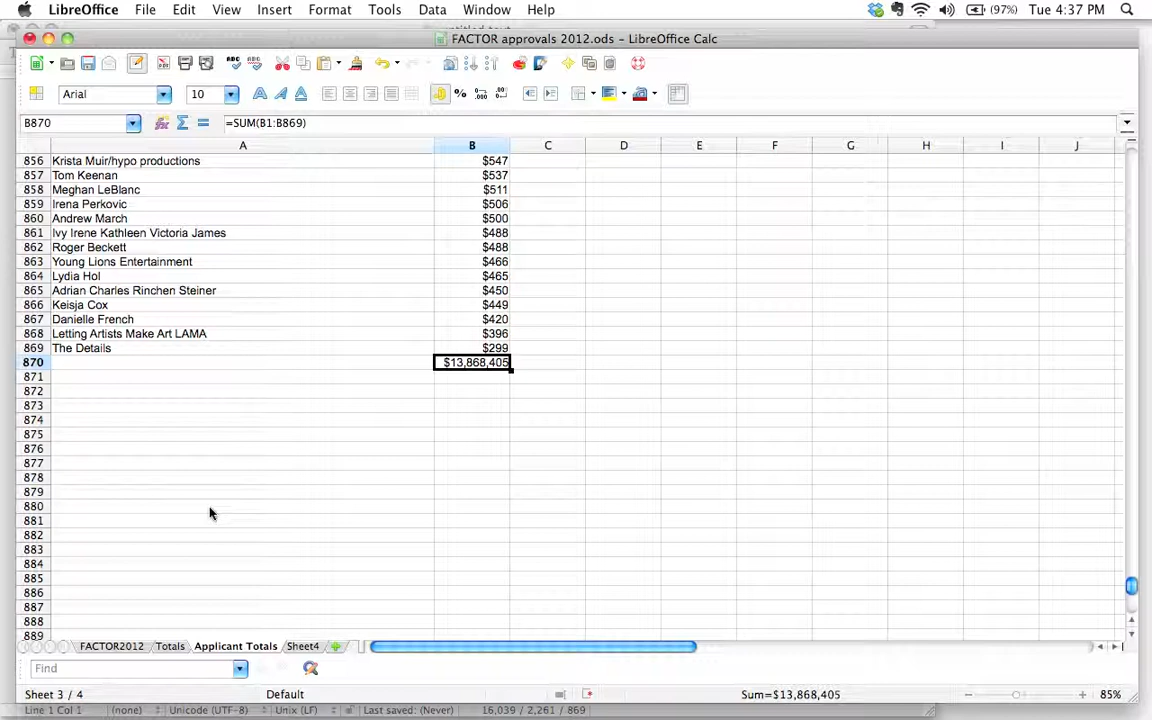 LibreOffice File Edit View Insert Format Tools Data Window Help (97%) Tue 4:37 PM
FACTOR approvals 2012.ods – LibreOffice Calc
Arial 10
B870 =SUM(B1:B869)
A B C D E F G H I J
856 Krista Muir/hypo productions $547
857 Tom Keenan $537
858 Meghan LeBlanc $511
859 Irena Perkovic $506
860 Andrew March $500
861 Ivy Irene Kathleen Victoria James $488
862 Roger Beckett $488
863 Young Lions Entertainment $466
864 Lydia Hol $465
865 Adrian Charles Rinchen Steiner $450
866 Keisja Cox $449
867 Danielle French $420
868 Letting Artists Make Art LAMA $396
869 The Details $299
870 $13,868,405
871
872
873
874
875
876
877
878
879
880
881
882
883
884
885
886
887
888
889
FACTOR2012 Totals Applicant Totals Sheet4
Find
Sheet 3 / 4 Default Sum=$13,868,405 85%
Line 1 Col 1 (none) Unicode (UTF-8) Unix (LF) Last saved: (Never) 16,039 / 2,261 / 869